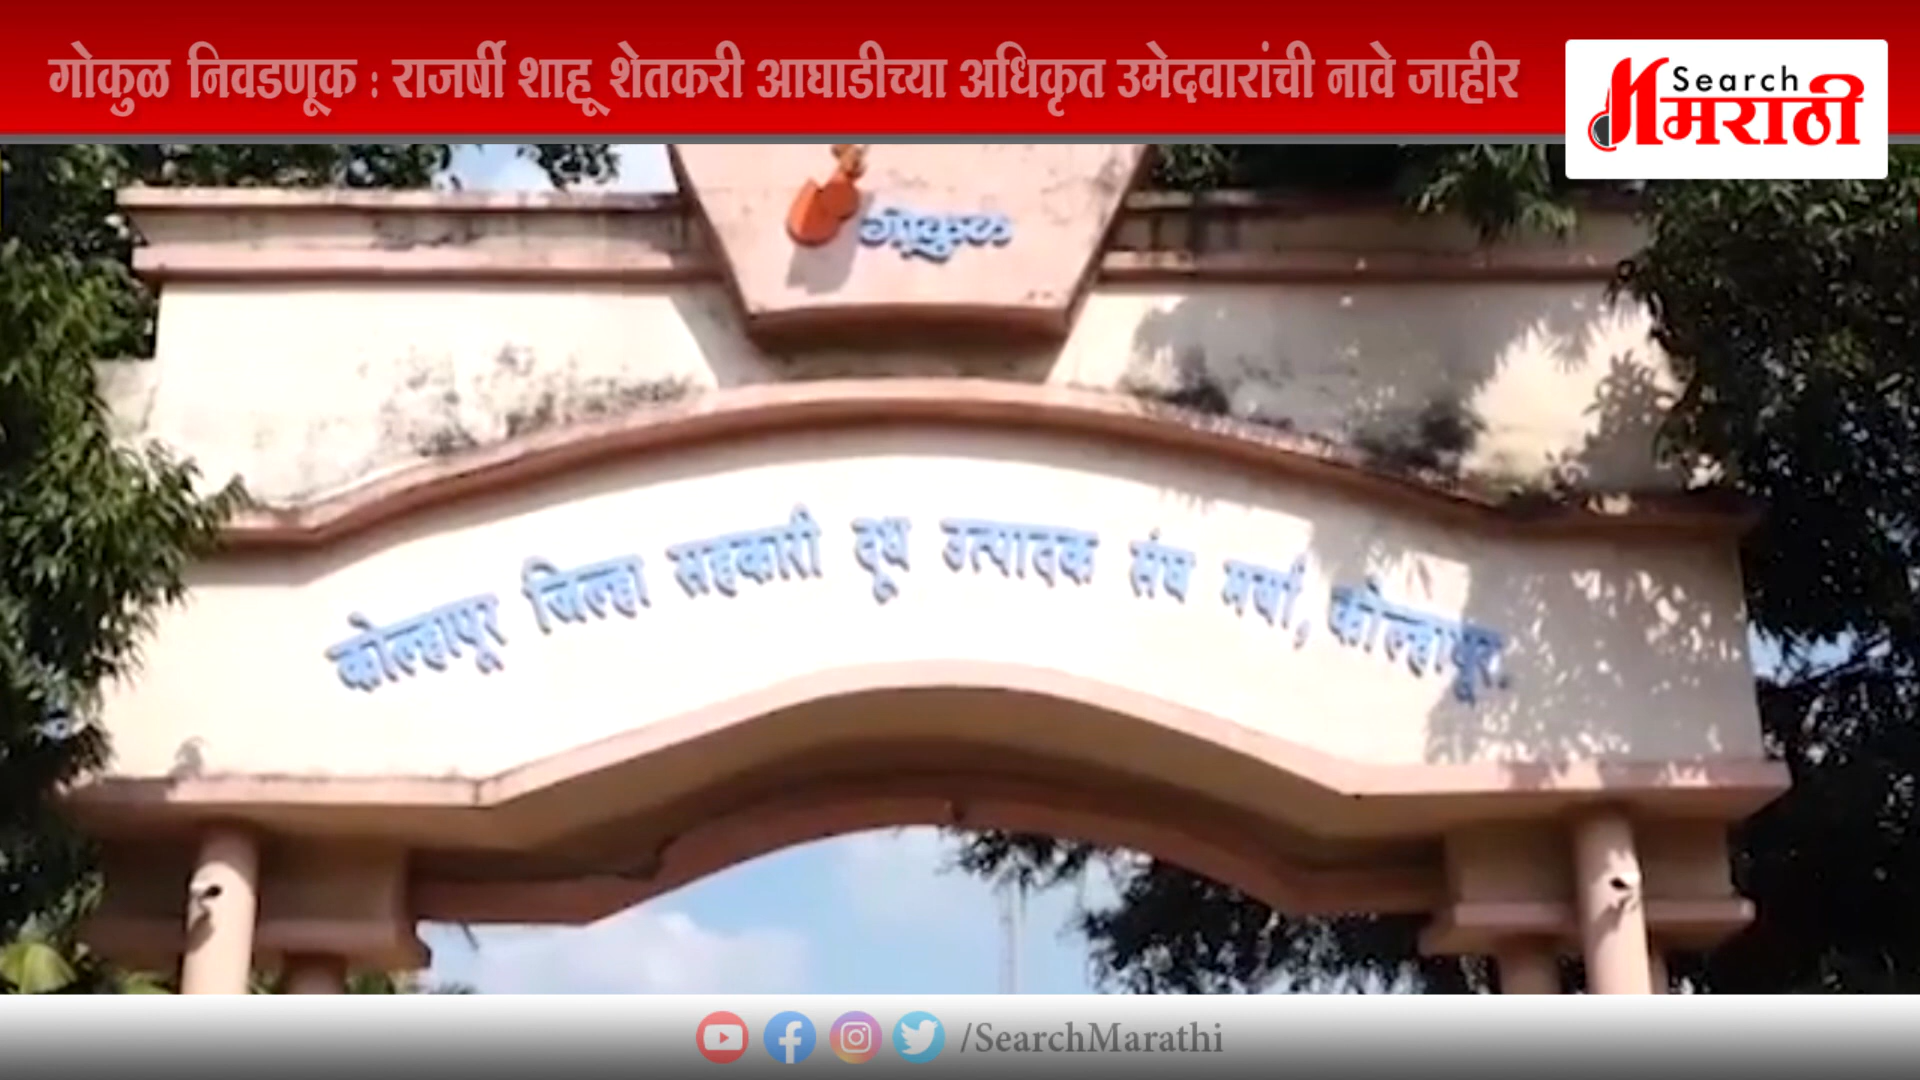 गोकुळ निवडणूक : राजर्षी शाहू शेतकरी आघाडीच्या अधिकृत उमेदवारांची नावे जाहीर
Search
मराठी
गोकुळ
कोल्हापूर जिल्हा सहकारी दूध उत्पादक संघ मर्या, कोल्हापूर.
/SearchMarathi